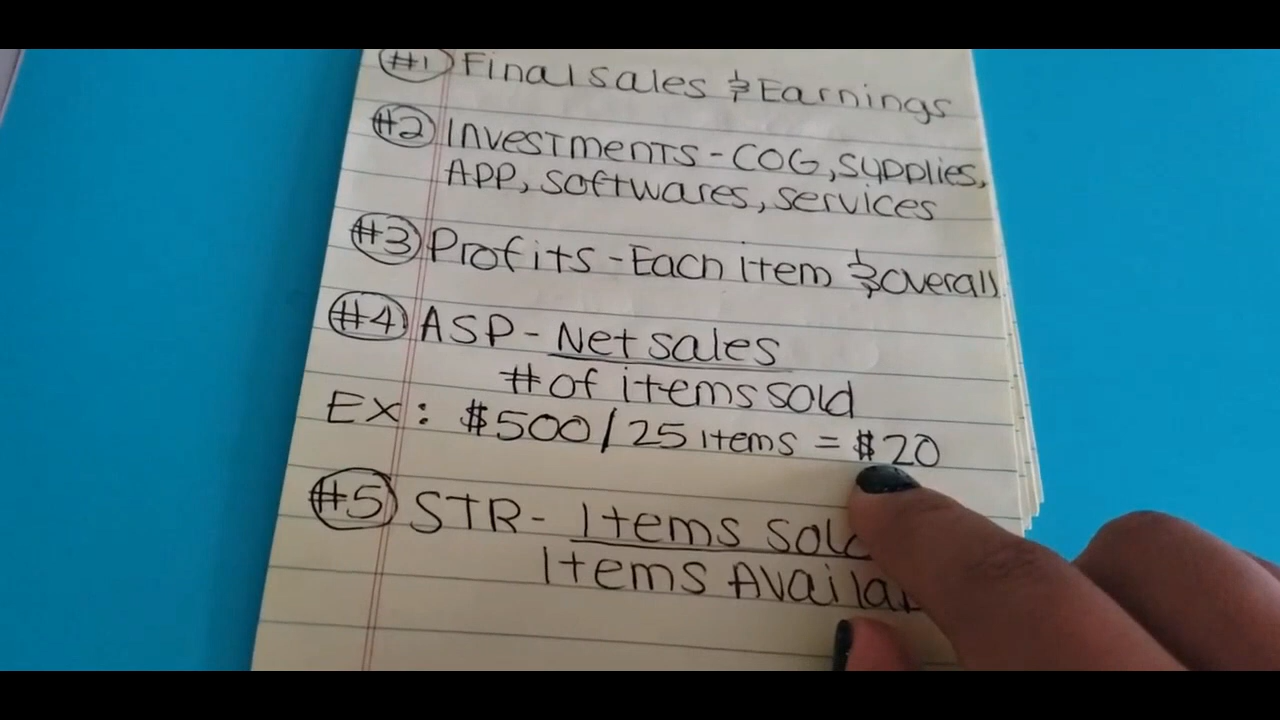 #1 Final sales & Earnings
#2 Investments - COG, supplies,
APP, softwares, services
#3 Profits - Each item & overall
#4 ASP - Net sales
# of items sold
Ex: $500/25 items = $20
#5 STR - Items Sold
Items